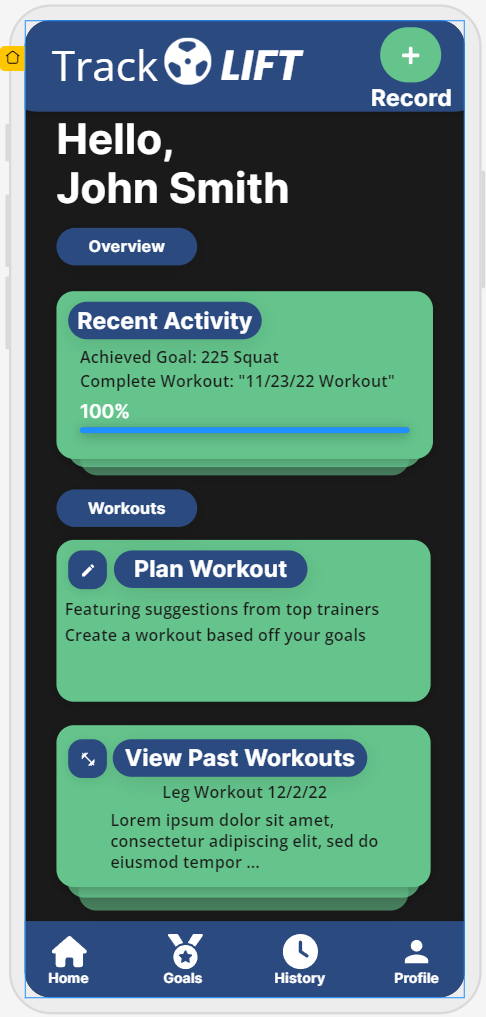 Track LIFT
Record
Hello,
John Smith
Overview
Recent Activity
Achieved Goal: 225 Squat
Complete Workout: "11/23/22 Workout"
100%
Workouts
Plan Workout
Featuring suggestions from top trainers
Create a workout based off your goals
View Past Workouts
Leg Workout 12/2/22
Lorem ipsum dolor sit amet,
consectetur adipiscing elit, sed do
eiusmod tempor ...
Home Goals History Profile